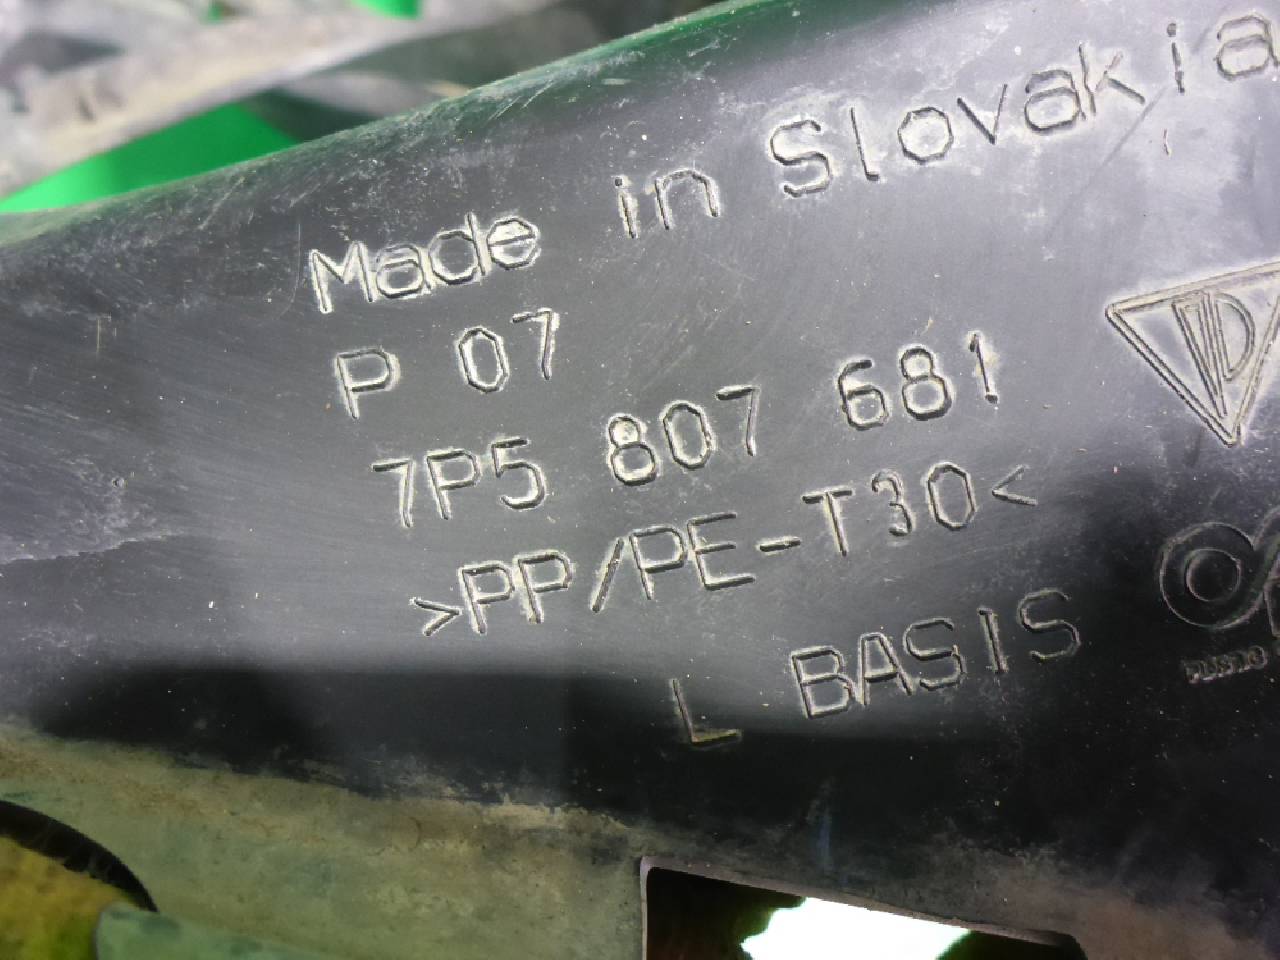 Made in Slovakia
P 07
7P5 807 681
>PP/PE-T30<
L BASIS